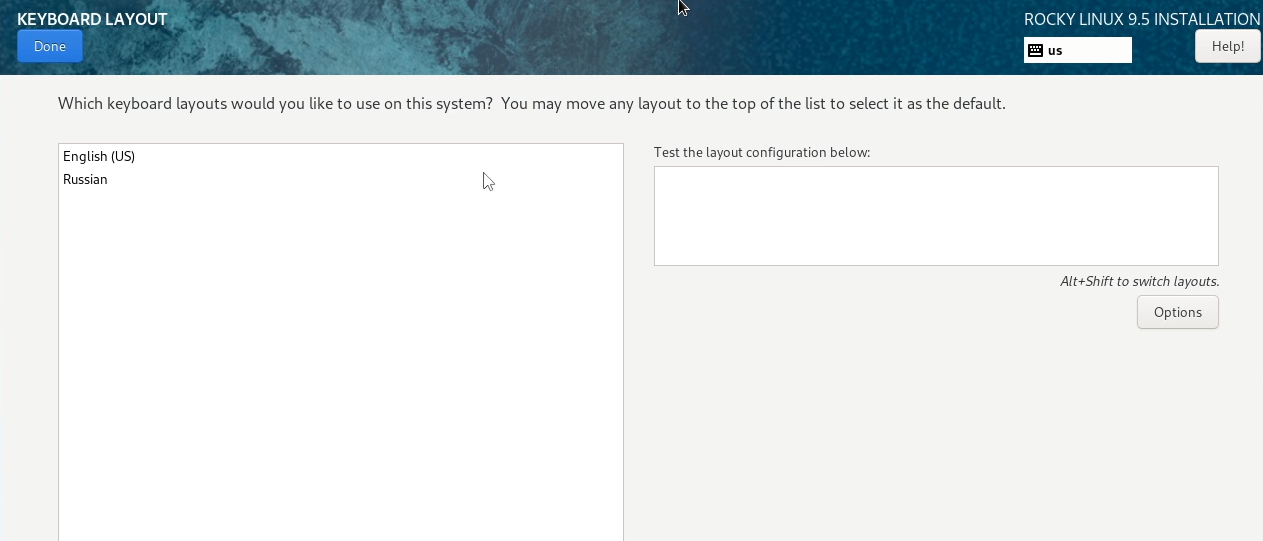 KEYBOARD LAYOUT
ROCKY LINUX 9.5 INSTALLATION
Done
us
Help!
Which keyboard layouts would you like to use on this system?  You may move any layout to the top of the list to select it as the default.
English (US)
Russian
Test the layout configuration below:
Alt+Shift to switch layouts.
Options